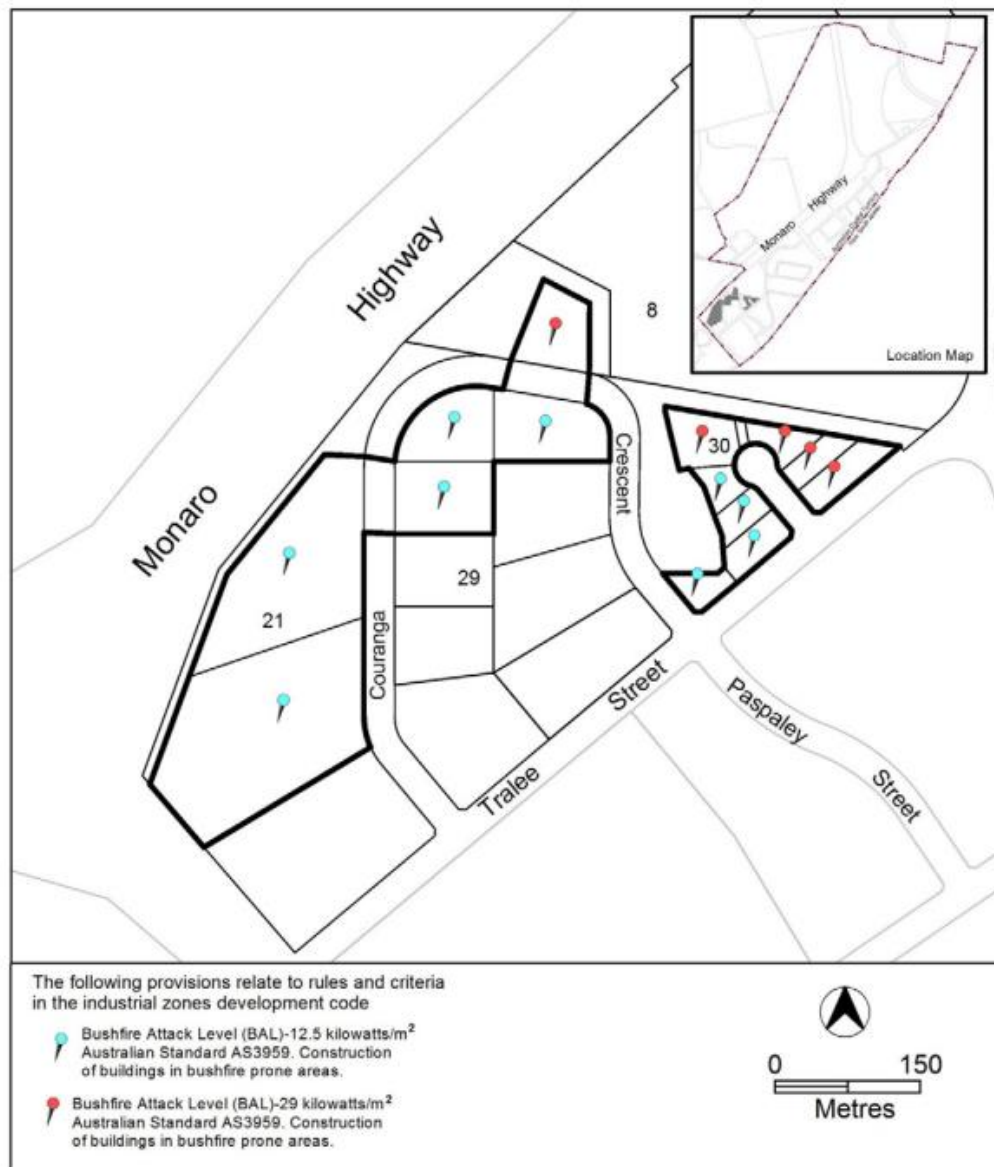 Monaro
Highway
Location Map
Highway
Monaro
8
30
Crescent
29
21
Couranga
Street
Tralee
Paspaley
Street
The following provisions relate to rules and criteria
in the industrial zones development code
Bushfire Attack Level (BAL)-12.5 kilowatts/m²
Australian Standard AS3959. Construction
of buildings in bushfire prone areas.
Bushfire Attack Level (BAL)-29 kilowatts/m²
Australian Standard AS3959. Construction
of buildings in bushfire prone areas.
0 150
Metres